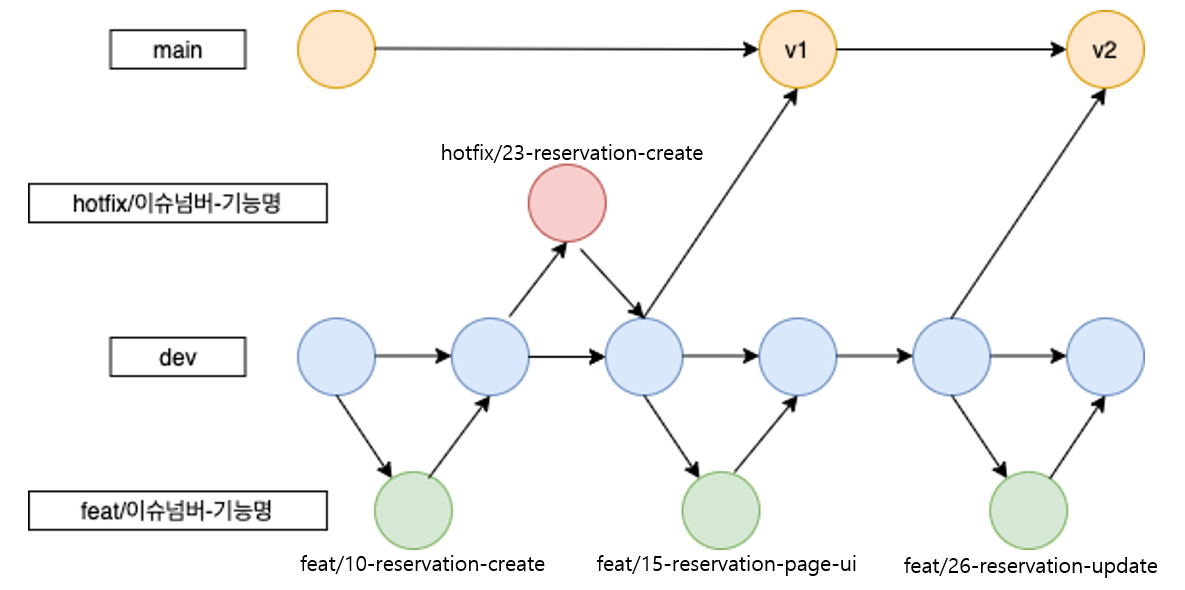 main
v1
v2
hotfix/23-reservation-create
hotfix/이슈넘버-기능명
dev
feat/이슈넘버-기능명
feat/10-reservation-create
feat/15-reservation-page-ui
feat/26-reservation-update